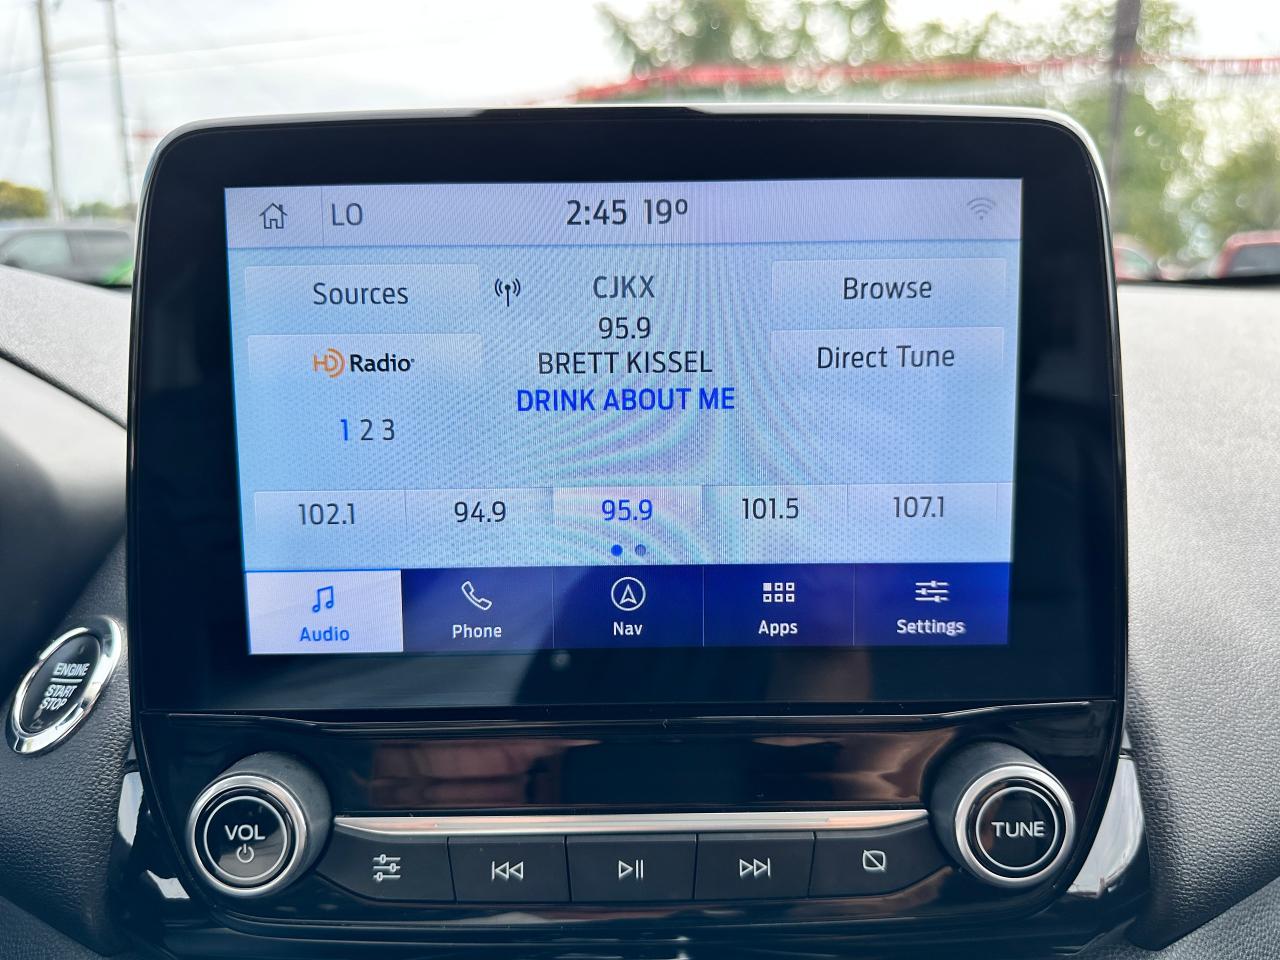 LO
2:45 19°
Sources
CJKX
Browse
95.9
HD Radio
BRETT KISSEL
Direct Tune
DRINK ABOUT ME
1 2 3
102.1
94.9
95.9
101.5
107.1
Audio
Phone
Nav
Apps
Settings
ENGINE
START
STOP
VOL
TUNE